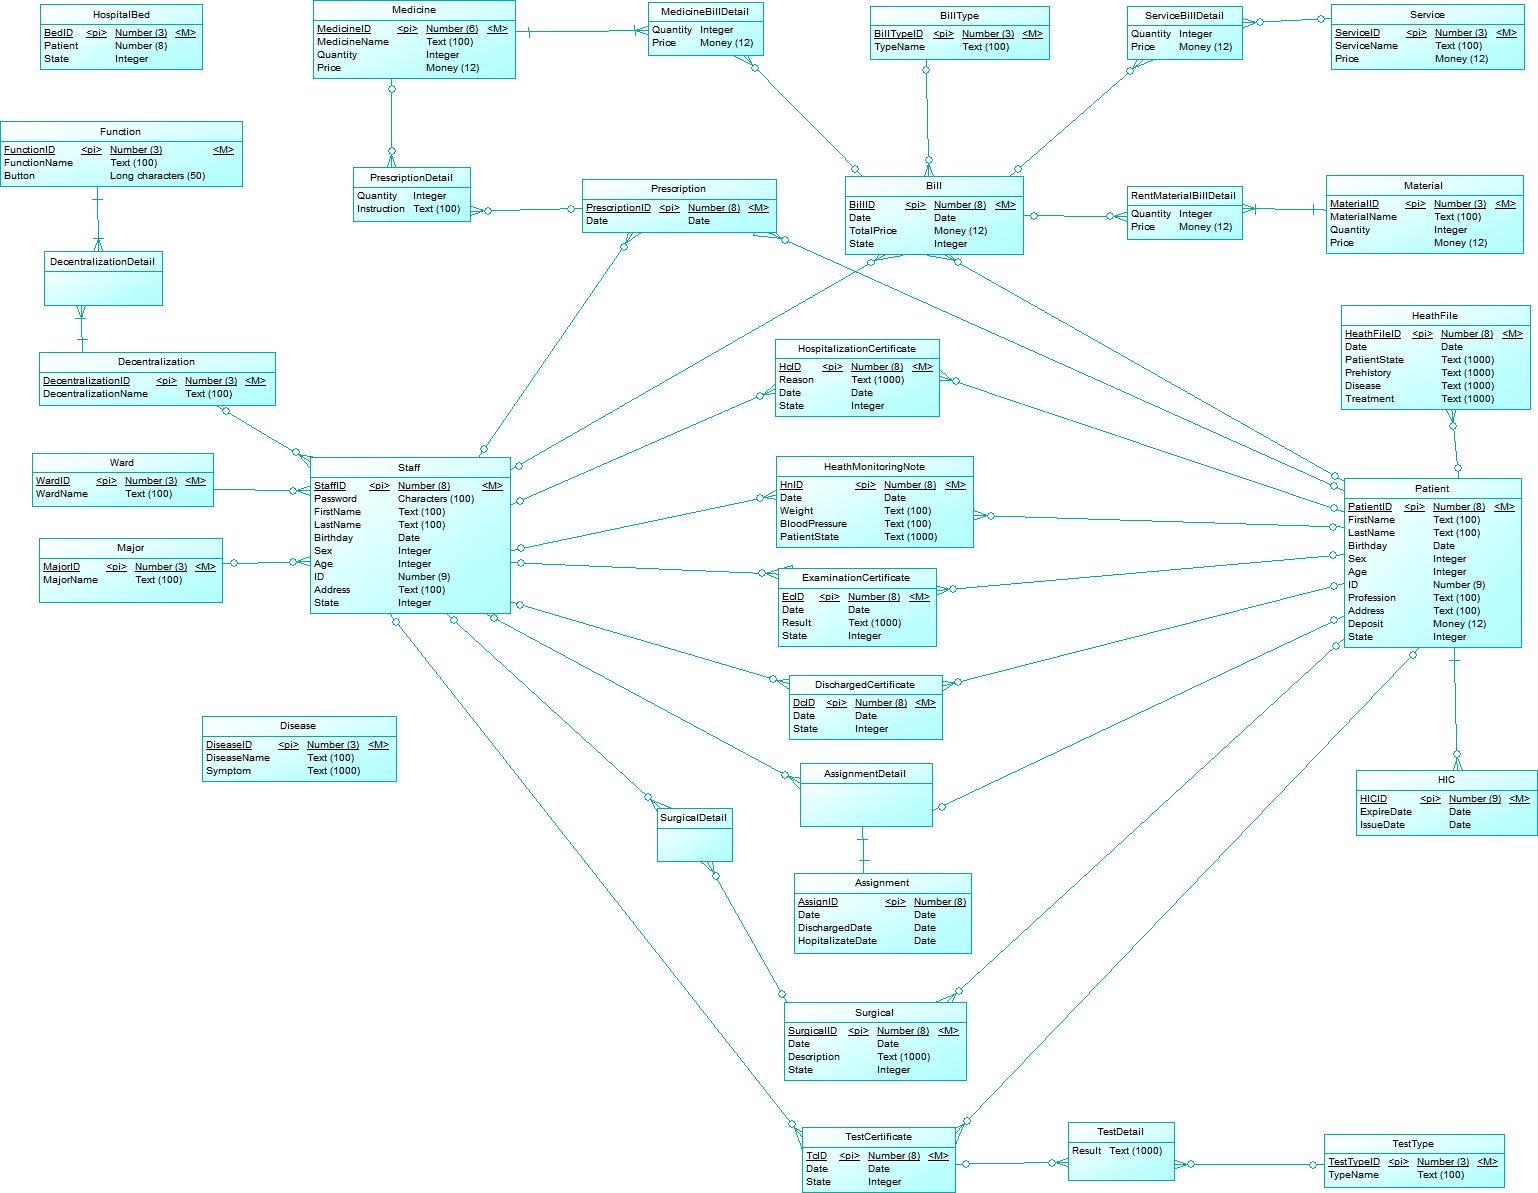 HospitalBed
BedID <pi> Number (3) <M>
Patient Number (8)
State Integer
Medicine
MedicineID <pi> Number (6) <M>
MedicineName Text (100)
Quantity Integer
Price Money (12)
MedicineBillDetail
Quantity Integer
Price Money (12)
BillType
BillTypeID <pi> Number (3) <M>
TypeName Text (100)
ServiceBillDetail
Quantity Integer
Price Money (12)
Service
ServiceID <pi> Number (3) <M>
ServiceName Text (100)
Price Money (12)
Function
FunctionID <pi> Number (3) <M>
FunctionName Text (100)
Button Long characters (50)
PrescriptionDetail
Quantity Integer
Instruction Text (100)
Prescription
PrescriptionID <pi> Number (8) <M>
Date Date
Bill
BillID <pi> Number (8) <M>
Date Date
TotalPrice Money (12)
State Integer
RentMaterialBillDetail
Quantity Integer
Price Money (12)
Material
MaterialID <pi> Number (3) <M>
MaterialName Text (100)
Quantity Integer
Price Money (12)
DecentralizationDetail
Decentralization
DecentralizationID <pi> Number (3) <M>
DecentralizationName Text (100)
HospitalizationCertificate
HcID <pi> Number (8) <M>
Reason Text (1000)
Date Date
State Integer
HeathFile
HeathFileID <pi> Number (8) <M>
Date Date
PatientState Text (1000)
Prehistory Text (1000)
Disease Text (1000)
Treatment Text (1000)
Ward
WardID <pi> Number (3) <M>
WardName Text (100)
Staff
StaffID <pi> Number (8) <M>
Password Characters (100)
FirstName Text (100)
LastName Text (100)
Birthday Date
Sex Integer
Age Integer
ID Number (9)
Address Text (100)
State Integer
HeathMonitoringNote
HnID <pi> Number (8) <M>
Date Date
Weight Text (100)
BloodPressure Text (100)
PatientState Text (1000)
Patient
PatientID <pi> Number (8) <M>
FirstName Text (100)
LastName Text (100)
Birthday Date
Sex Integer
Age Integer
ID Number (9)
Profession Text (100)
Address Text (100)
Deposit Money (12)
State Integer
Major
MajorID <pi> Number (3) <M>
MajorName Text (100)
ExaminationCertificate
EcID <pi> Number (8) <M>
Date Date
Result Text (1000)
State Integer
DischargedCertificate
DcID <pi> Number (8) <M>
Date Date
State Integer
Disease
DiseaseID <pi> Number (3) <M>
DiseaseName Text (100)
Symptom Text (1000)
AssignmentDetail
HIC
HICID <pi> Number (9) <M>
ExpireDate Date
IssueDate Date
SurgicalDetail
Assignment
AssignID <pi> Number (8)
Date Date
DischargedDate Date
HopitalizateDate Date
Surgical
SurgicalID <pi> Number (8) <M>
Date Date
Description Text (1000)
State Integer
TestCertificate
TcID <pi> Number (8) <M>
Date Date
State Integer
TestDetail
Result Text (1000)
TestType
TestTypeID <pi> Number (3) <M>
TypeName Text (100)